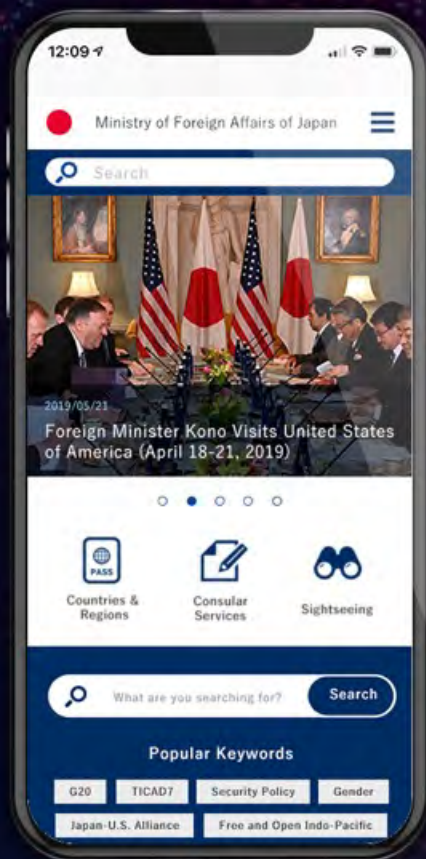 12:09
Ministry of Foreign Affairs of Japan
Search
2019/05/21
Foreign Minister Kono Visits United States
of America (April 18-21, 2019)
PASS
Countries &
Regions
Consular
Services
Sightseeing
What are you searching for?
Search
Popular Keywords
G20
TICAD7
Security Policy
Gender
Japan-U.S. Alliance
Free and Open Indo-Pacific